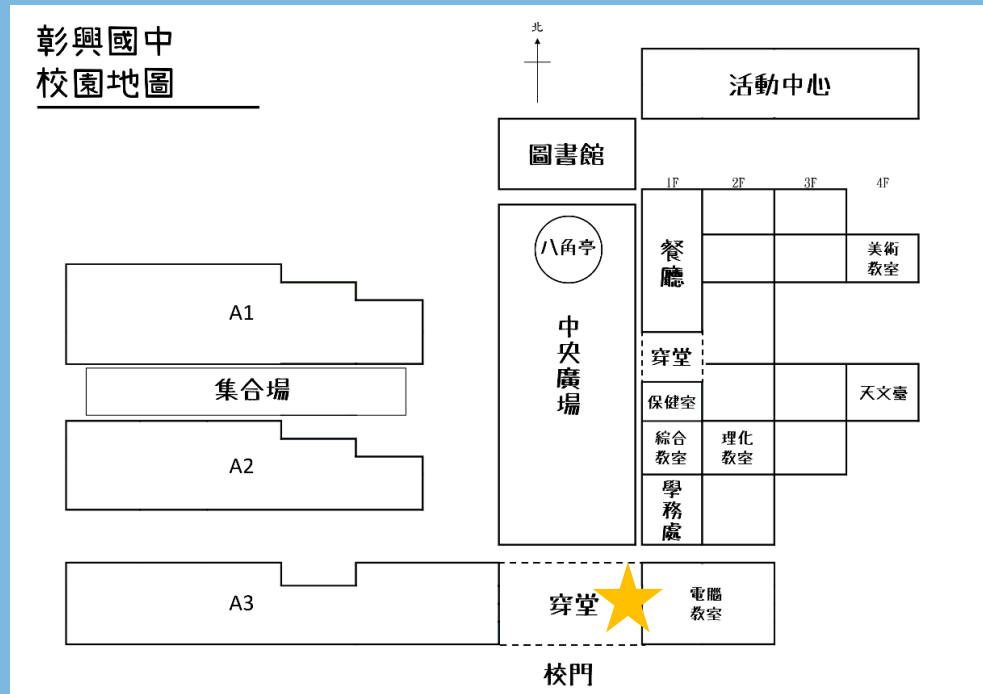 彰興國中
校園地圖
北
活動中心
圖書館
1F 2F 3F 4F
八角亭
餐廳
美術
教室
A1
中央廣場
穿堂
集合場
保健室
天文臺
綜合
教室
理化
教室
A2
學務處
A3
穿堂
電腦
教室
校門